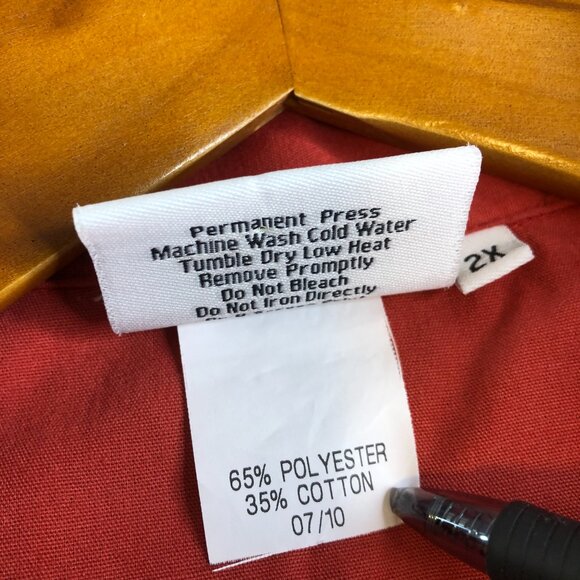 Permanent Press
Machine Wash Cold Water
Tumble Dry Low Heat
Remove Promptly
Do Not Bleach
Do Not Iron Directly
2X
65% POLYESTER
35% COTTON
07/10